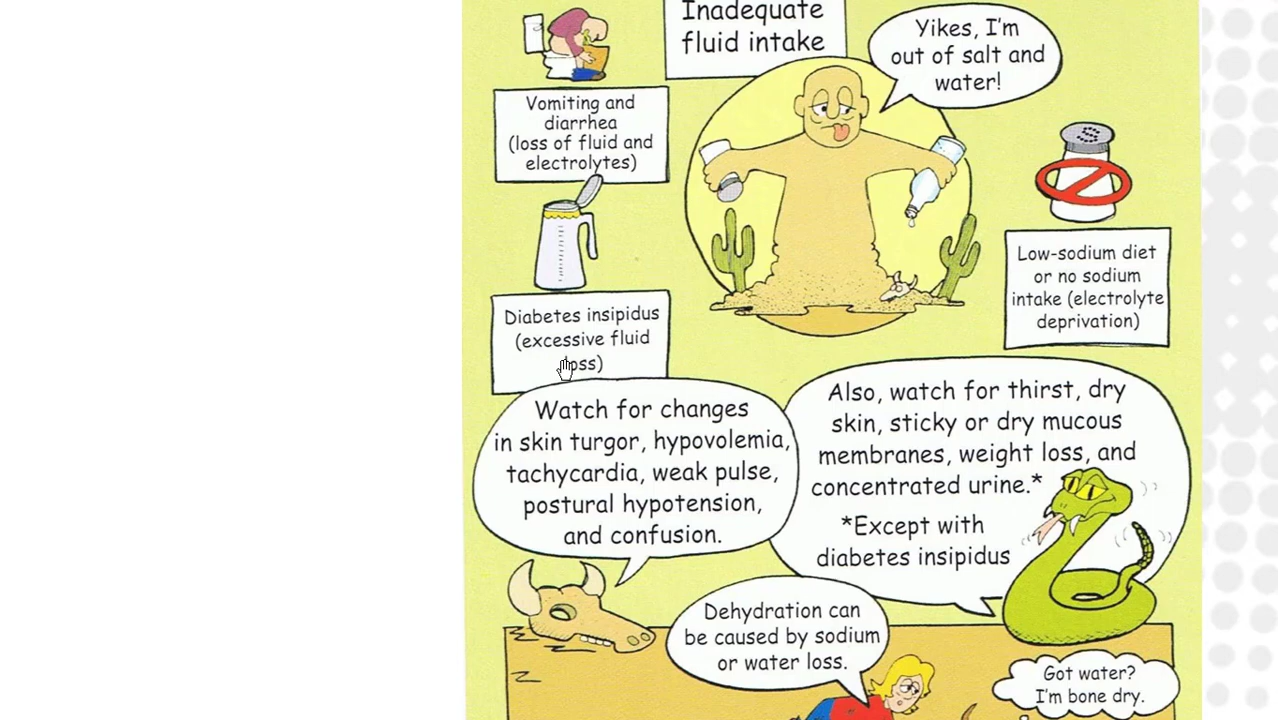 Inadequate
fluid intake
Yikes, I'm
out of salt and
water!
Vomiting and
diarrhea
(loss of fluid and
electrolytes)
S
Low-sodium diet
or no sodium
intake (electrolyte
deprivation)
Diabetes insipidus
(excessive fluid
loss)
Watch for changes
in skin turgor, hypovolemia,
tachycardia, weak pulse,
postural hypotension,
and confusion.
Also, watch for thirst, dry
skin, sticky or dry mucous
membranes, weight loss, and
concentrated urine.*
*Except with
diabetes insipidus
Dehydration can
be caused by sodium
or water loss.
Got water?
I'm bone dry.